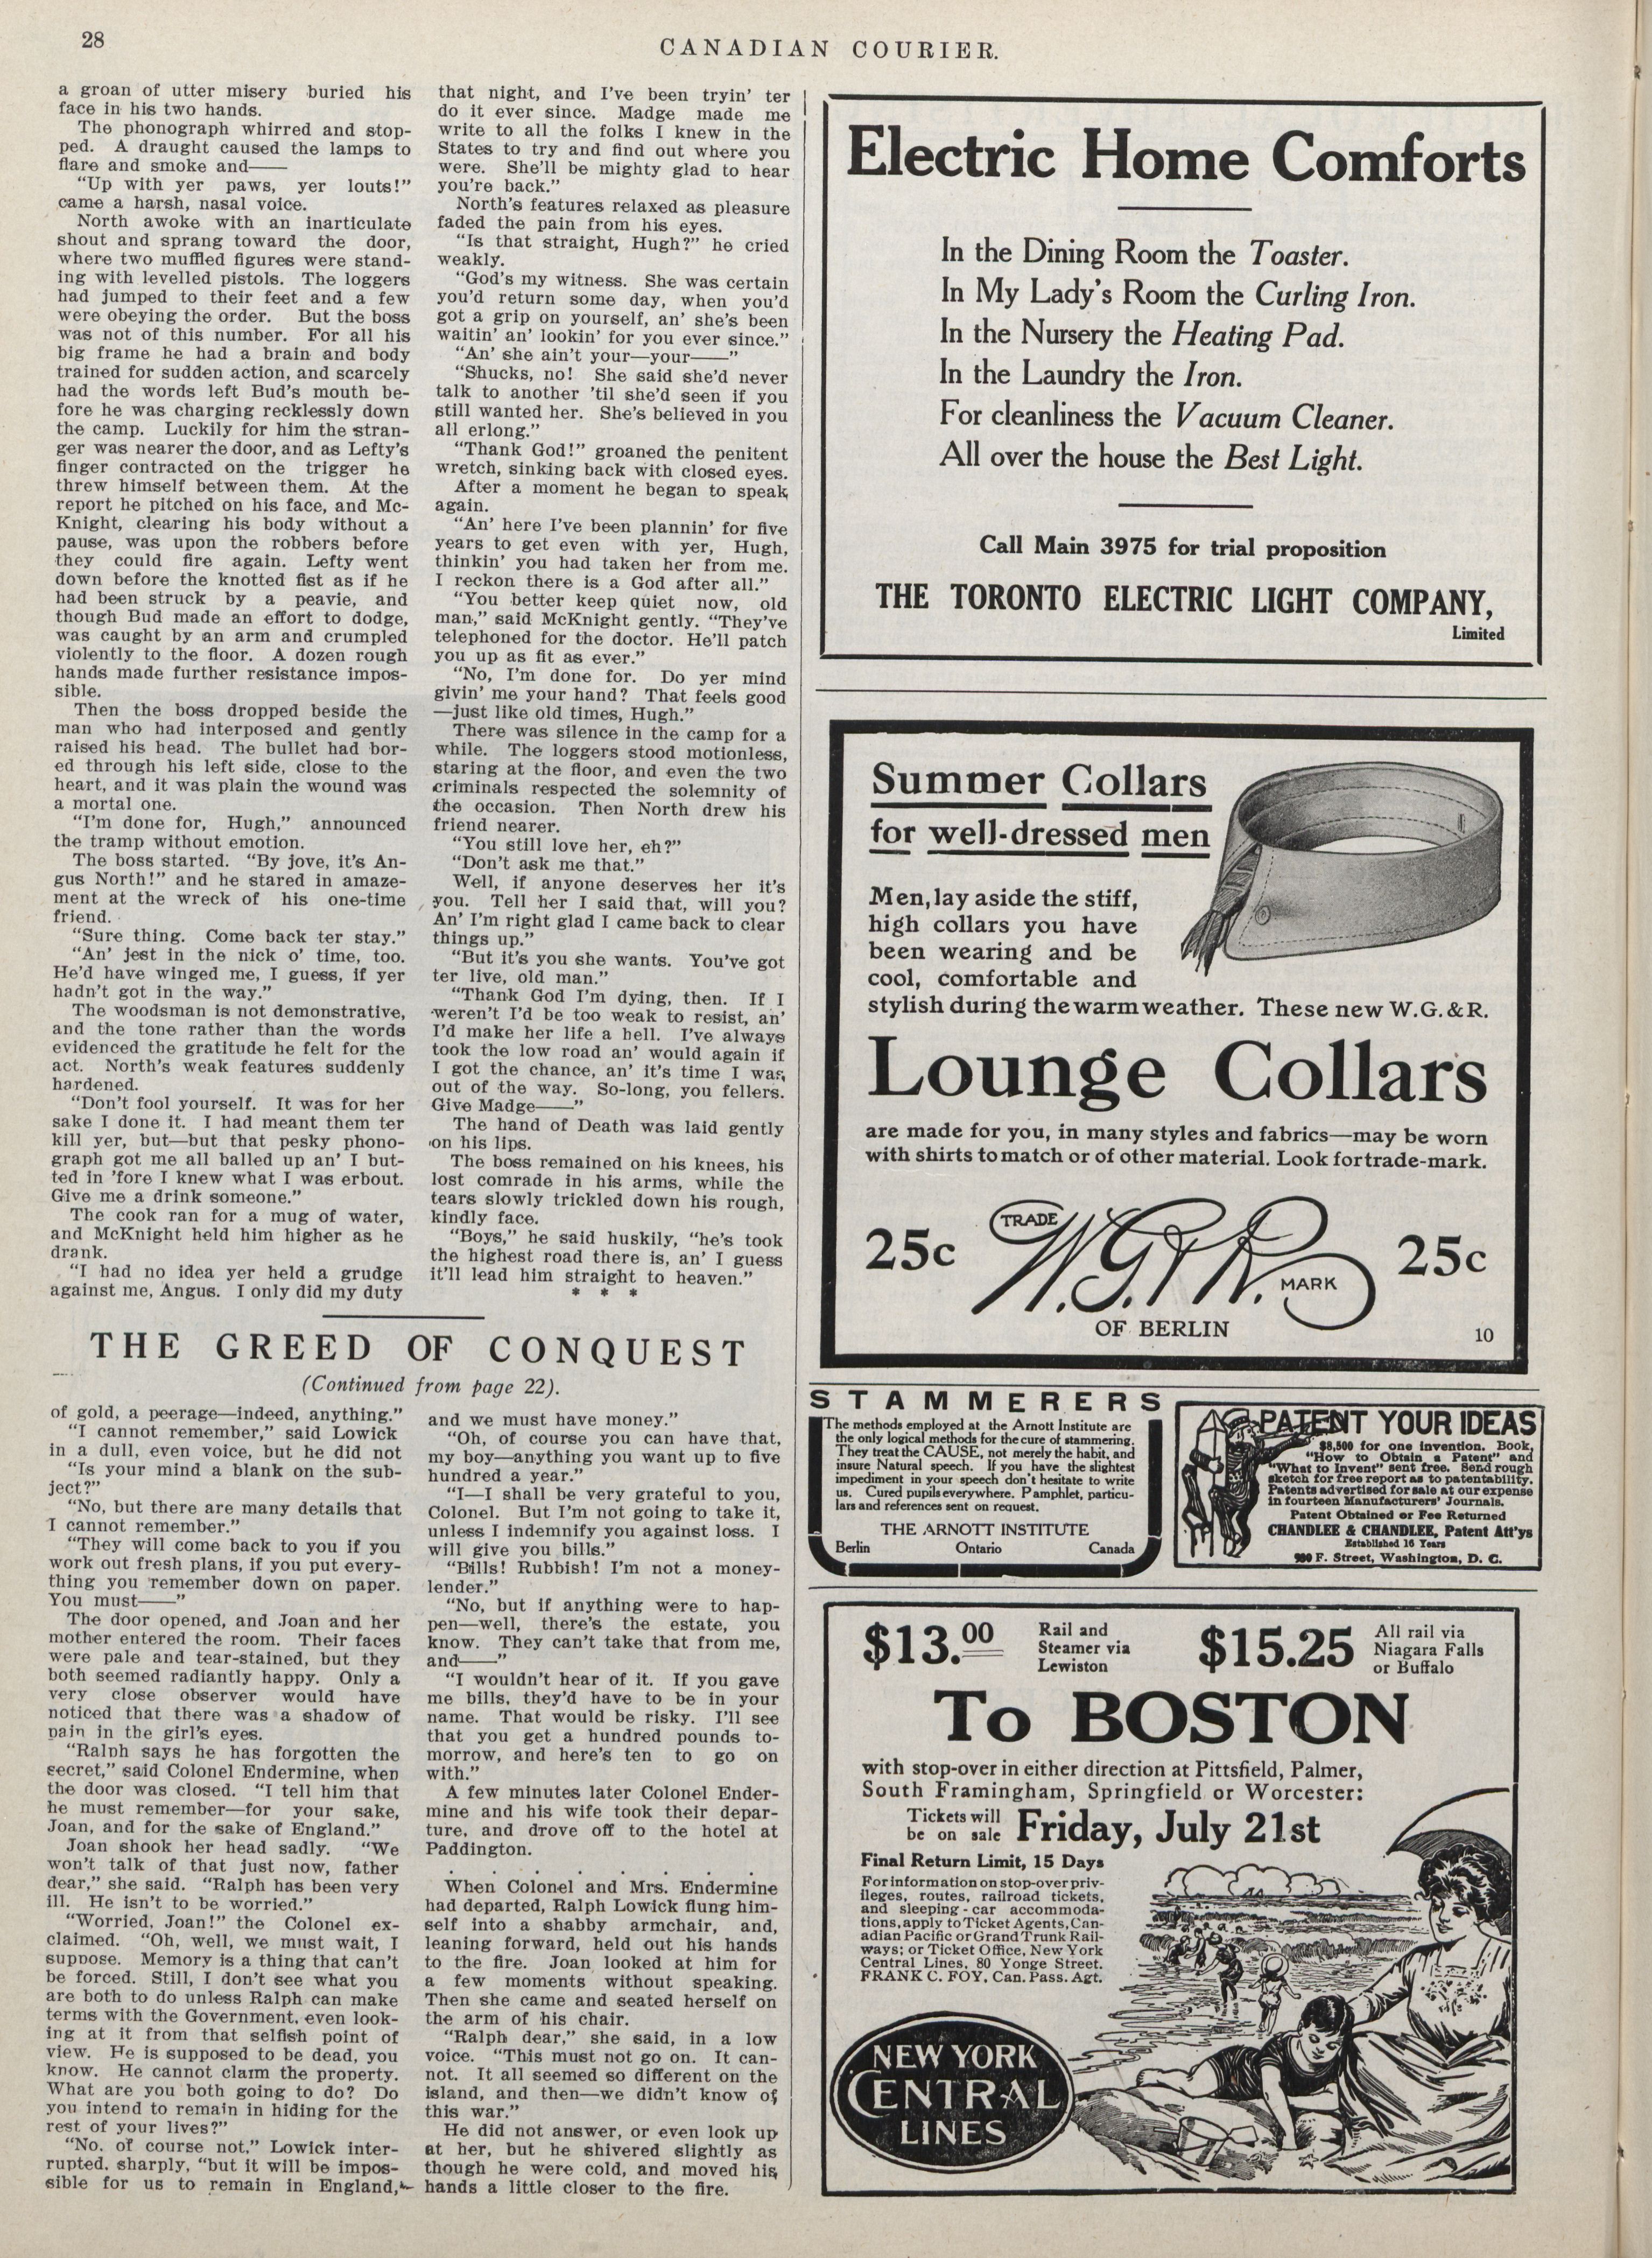 28
CANADIAN COURIER.
a groan of utter misery buried his
face in his two hands.
The phonograph whirred and stop-
ped. A draught caused the lamps to
flare and smoke and——
“Up with yer paws, yer louts!”
came a harsh, nasal voice.
North awoke with an inarticulate
shout and sprang toward the door,
where two muffled figures were stand-
ing with levelled pistols. The loggers
had jumped to their feet and a few
were obeying the order. But the boss
was not of this number. For all his
big frame he had a brain and body
trained for sudden action, and scarcely
had the words left Bud's mouth be-
fore he was charging recklessly down
the camp. Luckily for him the stran-
ger was nearer the door, and as Lefty's
finger contracted on the trigger he
threw himself between them. At the
report he pitched on his face, and Mc-
Knight, clearing his body without a
pause, was upon the robbers before
they could fire again. Lefty went
down before the knotted fist as if he
had been struck by a peavie, and
though Bud made an effort to dodge,
was caught by an arm and crumpled
violently to the floor. A dozen rough
hands made further resistance impos-
sible.
Then the boss dropped beside the
man who had interposed and gently
raised his head. The bullet had bor-
ed through his left side, close to the
heart, and it was plain the wound was
a mortal one.
“I'm done for, Hugh,” announced
the tramp without emotion.
The boss started. “By jove, it's An-
gus North!” and he stared in amaze-
ment at the wreck of his one-time
friend.
“Sure thing. Come back ter stay.”
“An' jest in the nick o' time, too.
He'd have winged me, I guess, if yer
hadn't got in the way.”
The woodsman is not demonstrative,
and the tone rather than the words
evidenced the gratitude he felt for the
act. North's weak features suddenly
hardened.
“Don't fool yourself. It was for her
sake I done it. I had meant them ter
kill yer, but—but that pesky phono-
graph got me all balled up an' I but-
ted in 'fore I knew what I was erbout.
Give me a drink someone.”
The cook ran for a mug of water,
and McKnight held him higher as he
drank.
“I had no idea yer held a grudge
against me, Angus. I only did my duty
that night, and I've been tryin' ter
do it ever since. Madge made me
write to all the folks I knew in the
States to try and find out where you
were. She'll be mighty glad to hear
you're back.”
North's features relaxed as pleasure
faded the pain from his eyes.
“Is that straight, Hugh?” he cried
weakly.
“God's my witness. She was certain
you'd return some day, when you'd
got a grip on yourself, an' she's been
waitin' an' lookin' for you ever since.”
“An' she ain't your—your——”
“Shucks, no! She said she'd never
talk to another 'til she'd seen if you
still wanted her. She's believed in you
all erlong.”
“Thank God!” groaned the penitent
wretch, sinking back with closed eyes.
After a moment he began to speak
again.
“An' here I've been plannin' for five
years to get even with yer, Hugh,
thinkin' you had taken her from me.
I reckon there is a God after all.”
“You better keep quiet now, old
man,” said McKnight gently. “They've
telephoned for the doctor. He'll patch
you up as fit as ever.”
“No, I'm done for. Do yer mind
givin' me your hand? That feels good
—just like old times, Hugh.”
There was silence in the camp for a
while. The loggers stood motionless,
staring at the floor, and even the two
criminals respected the solemnity of
the occasion. Then North drew his
friend nearer.
“You still love her, eh?”
“Don't ask me that.”
Well, if anyone deserves her it's
you. Tell her I said that, will you?
An' I'm right glad I came back to clear
things up.”
“But it's you she wants. You've got
ter live, old man.”
“Thank God I'm dying, then. If I
weren't I'd be too weak to resist, an'
I'd make her life a hell. I've always
took the low road an' would again if
I got the chance, an' it's time I was
out of the way. So-long, you fellers.
Give Madge——”
The hand of Death was laid gently
on his lips.
The boss remained on his knees, his
lost comrade in his arms, while the
tears slowly trickled down his rough,
kindly face.
“Boys,” he said huskily, “he's took
the highest road there is, an' I guess
it'll lead him straight to heaven.”
* * *
THE GREED OF CONQUEST
(Continued from page 22).
of gold, a peerage—indeed, anything.”
“I cannot remember,” said Lowick
in a dull, even voice, but he did not
“Is your mind a blank on the sub-
ject?”
“No, but there are many details that
I cannot remember.”
“They will come back to you if you
work out fresh plans, if you put every-
thing you remember down on paper.
You must——”
The door opened, and Joan and her
mother entered the room. Their faces
were pale and tear-stained, but they
both seemed radiantly happy. Only a
very close observer would have
noticed that there was a shadow of
pain in the girl's eyes.
“Ralph says he has forgotten the
secret,” said Colonel Endermine, when
the door was closed. “I tell him that
he must remember—for your sake,
Joan, and for the sake of England.”
Joan shook her head sadly. “We
won't talk of that just now, father
dear,” she said. “Ralph has been very
ill. He isn't to be worried.”
“Worried, Joan!” the Colonel ex-
claimed. “Oh, well, we must wait, I
suppose. Memory is a thing that can't
be forced. Still, I don't see what you
are both to do unless Ralph can make
terms with the Government, even look-
ing at it from that selfish point of
view. He is supposed to be dead, you
know. He cannot claim the property.
What are you both going to do? Do
you intend to remain in hiding for the
rest of your lives?”
“No, of course not,” Lowick inter-
rupted, sharply, “but it will be impos-
sible for us to remain in England,
and we must have money.”
“Oh, of course you can have that,
my boy—anything you want up to five
hundred a year.”
“I—I shall be very grateful to you,
Colonel. But I'm not going to take it,
unless I indemnify you against loss. I
will give you bills.”
“Bills! Rubbish! I'm not a money-
lender.”
“No, but if anything were to hap-
pen—well, there's the estate, you
know. They can't take that from me,
and——”
“I wouldn't hear of it. If you gave
me bills, they'd have to be in your
name. That would be risky. I'll see
that you get a hundred pounds to-
morrow, and here's ten to go on
with.”
A few minutes later Colonel Ender-
mine and his wife took their depar-
ture, and drove off to the hotel at
Paddington.
. . . . . . . .
When Colonel and Mrs. Endermine
had departed, Ralph Lowick flung him-
self into a shabby armchair, and,
leaning forward, held out his hands
to the fire. Joan looked at him for
a few moments without speaking.
Then she came and seated herself on
the arm of his chair.
“Ralph dear,” she said, in a low
voice. “This must not go on. It can-
not. It all seemed so different on the
island, and then—we didn't know of
this war.”
He did not answer, or even look up
at her, but he shivered slightly as
though he were cold, and moved his
hands a little closer to the fire.
Electric Home Comforts
In the Dining Room the Toaster.
In My Lady's Room the Curling Iron.
In the Nursery the Heating Pad.
In the Laundry the Iron.
For cleanliness the Vacuum Cleaner.
All over the house the Best Light.
Call Main 3975 for trial proposition
THE TORONTO ELECTRIC LIGHT COMPANY,
Limited
Summer Collars
for well-dressed men
Men, lay aside the stiff,
high collars you have
been wearing and be
cool, comfortable and
stylish during the warm weather. These new W.G.&R.
Lounge Collars
are made for you, in many styles and fabrics—may be worn
with shirts to match or of other material. Look for trade-mark.
25c
TRADE
W.G.&R.
MARK
25c
OF BERLIN
10
STAMMERERS
The methods employed at the Arnott Institute are
the only logical methods for the cure of stammering.
They treat the CAUSE, not merely the habit, and
insure Natural speech. If you have the slightest
impediment in your speech don't hesitate to write
us. Cured pupils everywhere. Pamphlet, particu-
lars and references sent on request.
THE ARNOTT INSTITUTE
Berlin Ontario Canada
PATENT YOUR IDEAS
$8,500 for one invention. Book,
“How to Obtain a Patent” and
“What to Invent” sent free. Send rough
sketch for free report as to patentability.
Patents advertised for sale at our expense
in fourteen Manufacturers' Journals.
Patent Obtained or Fee Returned
CHANDLEE & CHANDLEE, Patent Att'ys
Established 16 Years
F. Street, Washington, D. C.
$13.00 Rail and
Steamer via
Lewiston
$15.25 All rail via
Niagara Falls
or Buffalo
To BOSTON
with stop-over in either direction at Pittsfield, Palmer,
South Framingham, Springfield or Worcester:
Tickets will
be on sale Friday, July 21st
Final Return Limit, 15 Days
For information on stop-over priv-
ileges, routes, railroad tickets,
and sleeping-car accommoda-
tions, apply to Ticket Agents, Can-
adian Pacific or Grand Trunk Rail-
ways; or Ticket Office, New York
Central Lines, 80 Yonge Street.
FRANK C. FOY, Can. Pass. Agt.
NEW YORK
CENTRAL
LINES